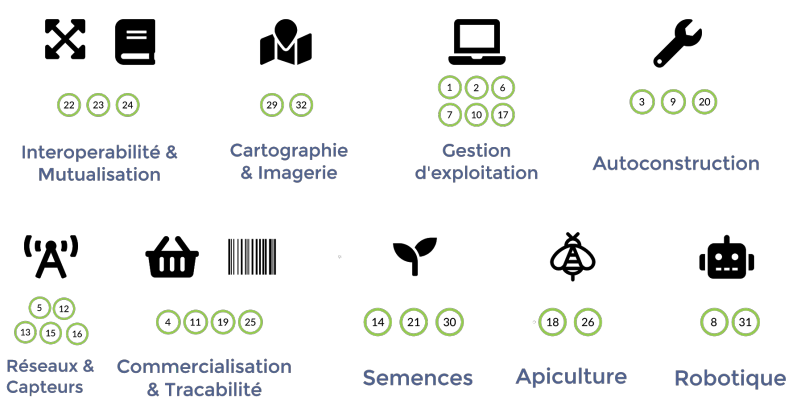 22 23 24
Interoperabilité &
Mutualisation
29 32
Cartographie
& Imagerie
1 2 6
7 10 17
Gestion
d'exploitation
3 9 20
Autoconstruction
5 12
13 15 16
Réseaux &
Capteurs
4 11 19 25
Commercialisation
& Tracabilité
14 21 30
Semences
18 26
Apiculture
8 31
Robotique